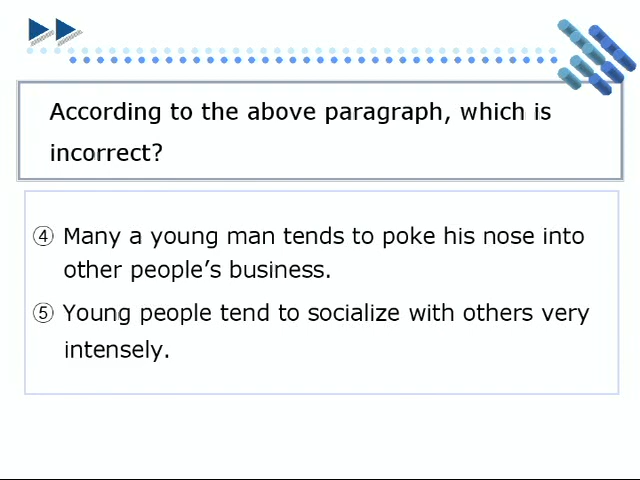 According to the above paragraph, which is
incorrect?
④ Many a young man tends to poke his nose into
other people's business.
⑤ Young people tend to socialize with others very
intensely.